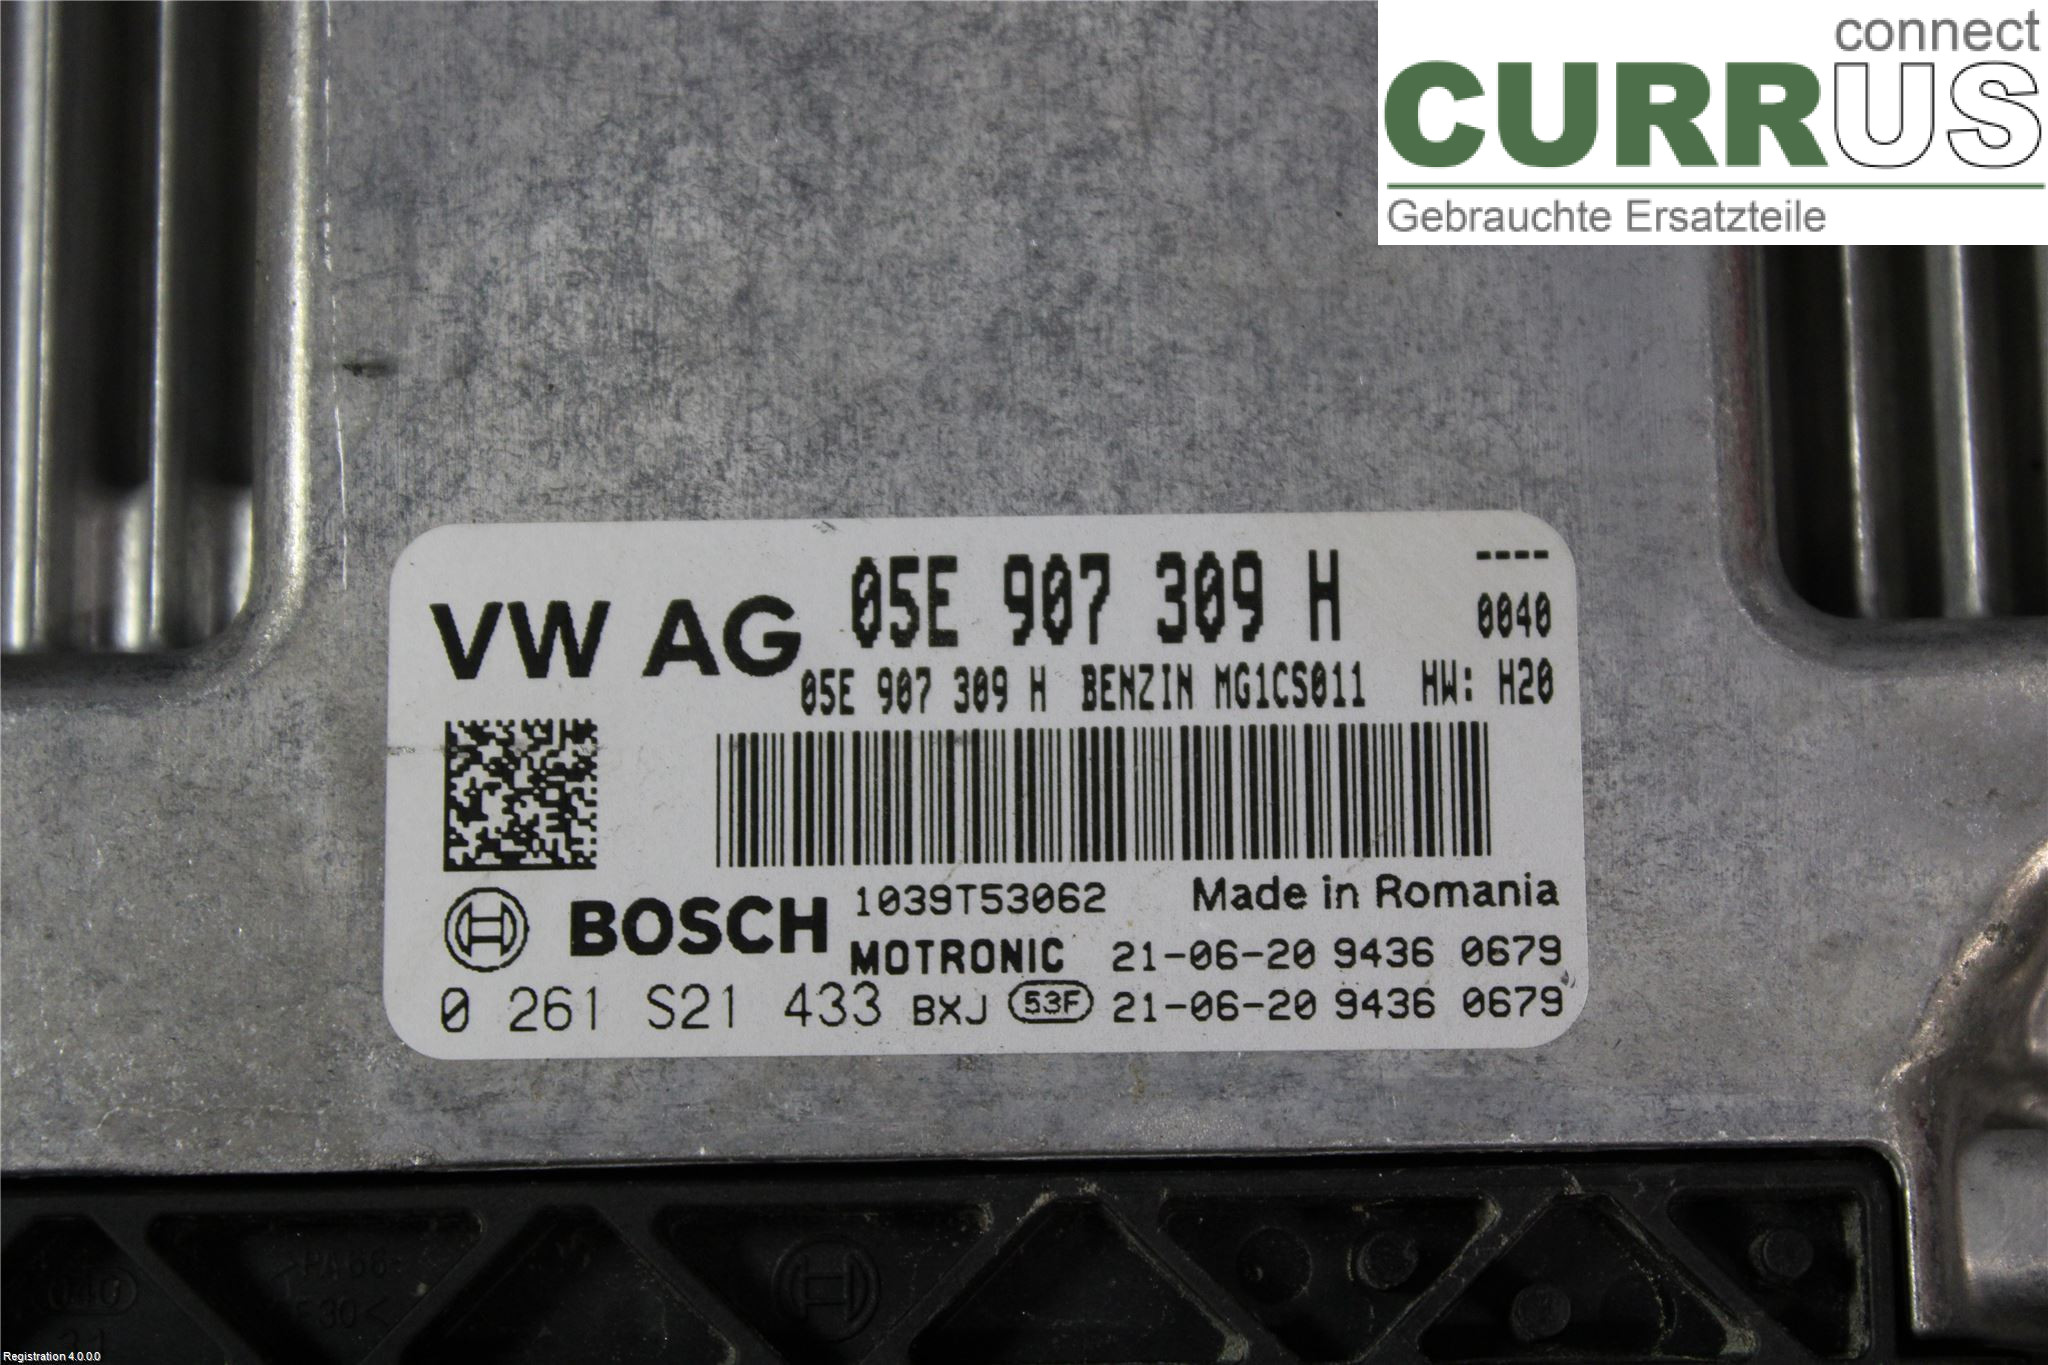 connect
CURRUS
Gebrauchte Ersatzteile
VW AG 05E 907 309 H ----
0040
05E 907 309 H BENZIN MG1CS011 HW: H20
BOSCH 1039T53062 Made in Romania
MOTRONIC 21-06-20 9436 0679
0 261 S21 433 BXJ 53F 21-06-20 9436 0679
>PA66
30<
Registration 4.0.0.0